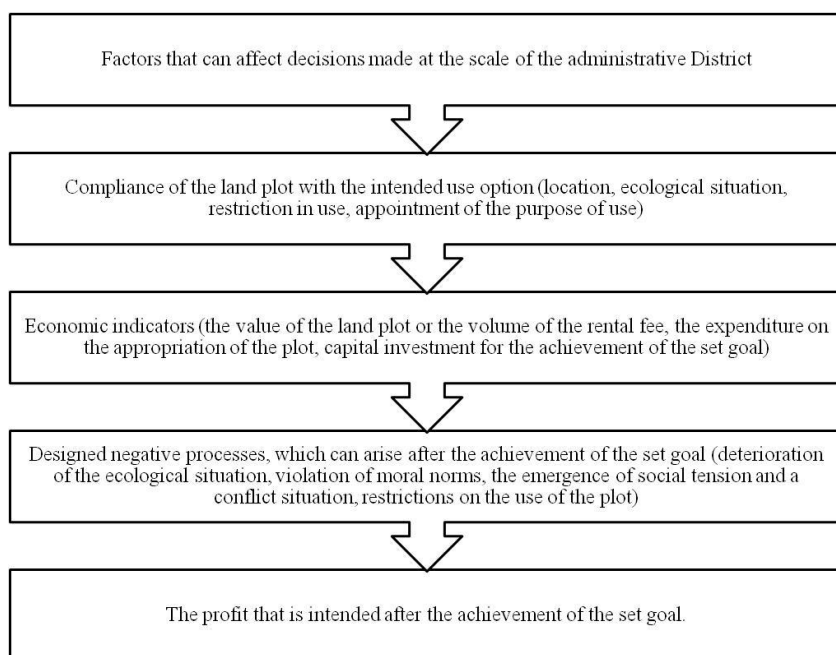 Factors that can affect decisions made at the scale of the administrative District
Compliance of the land plot with the intended use option (location, ecological situation,
restriction in use, appointment of the purpose of use)
Economic indicators (the value of the land plot or the volume of the rental fee, the expenditure on
the appropriation of the plot, capital investment for the achievement of the set goal)
Designed negative processes, which can arise after the achievement of the set goal (deterioration
of the ecological situation, violation of moral norms, the emergence of social tension and a
conflict situation, restrictions on the use of the plot)
The profit that is intended after the achievement of the set goal.